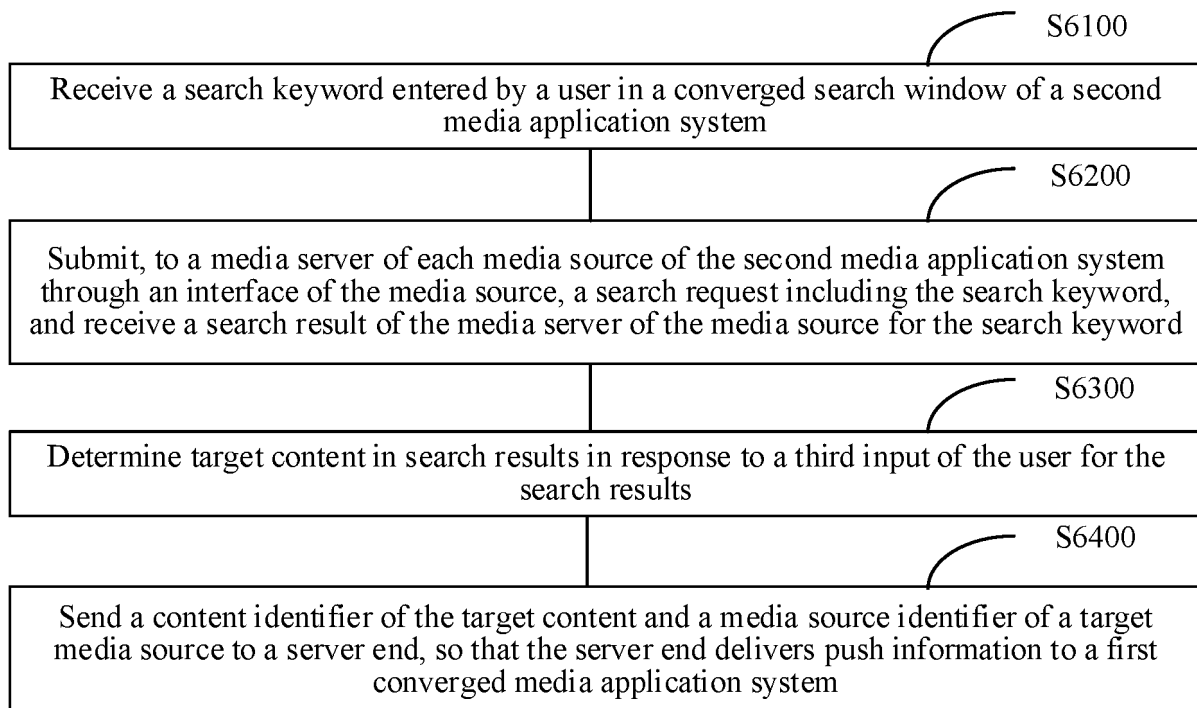 S6100
Receive a search keyword entered by a user in a converged search window of a second
media application system
S6200
Submit, to a media server of each media source of the second media application system
through an interface of the media source, a search request including the search keyword,
and receive a search result of the media server of the media source for the search keyword
S6300
Determine target content in search results in response to a third input of the user for the
search results
S6400
Send a content identifier of the target content and a media source identifier of a target
media source to a server end, so that the server end delivers push information to a first
converged media application system